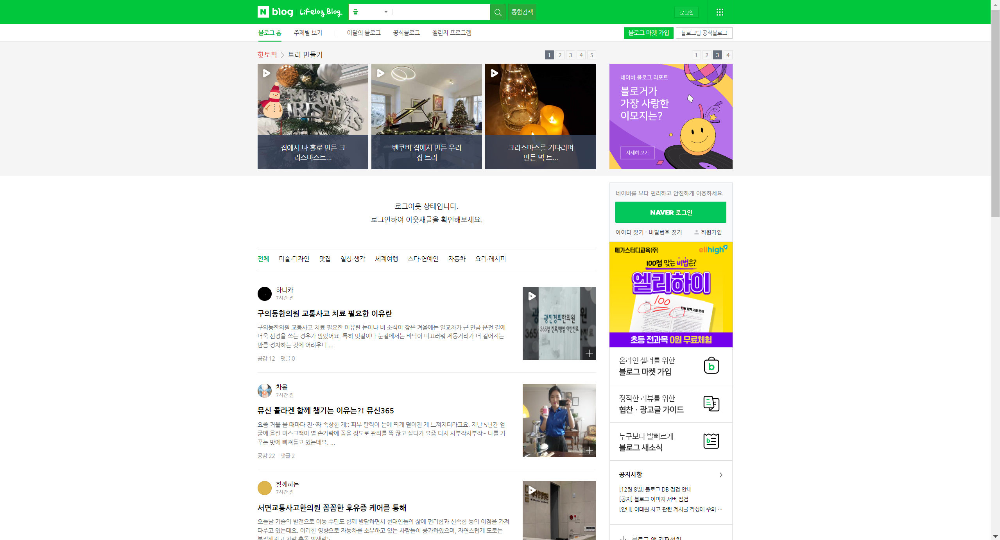 N blog Lifelog.Blog 글 통합검색 로그인
블로그 홈 주제별 보기 이달의 블로그 공식블로그 챌린지 프로그램 블로그 마켓 가입 블로그팀 공식블로그
핫토픽 트리 만들기 1 2 3 4 5
1 2 3 4
MERRY
집에서 나 홀로 만든 크
리스마스트...
벤쿠버 집에서 만든 우리
집 트리
크리스마스를 기다리며
만든 벽 트...
네이버 블로그 리포트
블로거가
가장 사랑한
이모지는?
자세히 보기
로그아웃 상태입니다.
로그인하여 이웃새글을 확인해보세요.
네이버를 보다 편리하고 안전하게 이용하세요.
NAVER 로그인
아이디 찾기 · 비밀번호 찾기 회원가입
전체 미술·디자인 맛집 일상·생각 세계여행 스타·연예인 자동차 요리·레시피
하니카
7시간 전
구의동한의원 교통사고 치료 필요한 이유란
구의동한의원 교통사고 치료 필요한 이유란 눈이나 비 소식이 잦은 겨울에는 일교차가 큰 만큼 운전 길에
더욱 신경을 쓰는 경우가 많았어요. 특히 빗길이나 눈길에서는 바닥이 미끄러워 제동거리가 더 길어지는
만큼 정차하는 것에 어려우니 ...
공감 12 댓글 0
광진경희한의원
365일 진료/평일 야간진료
차몽
7시간 전
뮤신 콜라겐 함께 챙기는 이유는?! 뮤신365
요즘 거울 볼 때마다 진~짜 속상한 게;; 피부 탄력이 눈에 띄게 떨어진 게 느껴지더라고요. 지난 5년간 얼
굴에 올린 마스크팩이 열 손가락에 꼽을 정도로 관리를 뚝 끊고 살다가 요즘 다시 사부작사부작~ 나를 가
꾸는 맛에 빠져들고 있는데요. ...
공감 22 댓글 2
함께하는
7시간 전
서면교통사고한의원 꼼꼼한 후유증 케어를 통해
오늘날 기술의 발전으로 이동 수단도 함께 발달하면서 현대인들의 삶에 편리함과 신속함 등의 이점을 가져
다주고 있는데요. 이러한 영향으로 자동차를 소유하고 있는 사람들이 증가하였으며, 자연스럽게 도로는
복잡해지고 차량 충돌 발생량도
메가스터디교육(주) elihigh
100점 맞는 비법은?
엘리하이
100
초등 전과목 0원 무료체험
온라인 셀러를 위한
블로그 마켓 가입
b
정직한 리뷰를 위한
협찬 · 광고글 가이드
누구보다 발빠르게
블로그 새소식
b
공지사항
[12월 8일] 블로그 DB 점검 안내
[공지] 블로그 이미지 서버 점검
[안내] 이태원 사고 관련 게시글 작성에 주의 ...
블로그 앱 간편설치